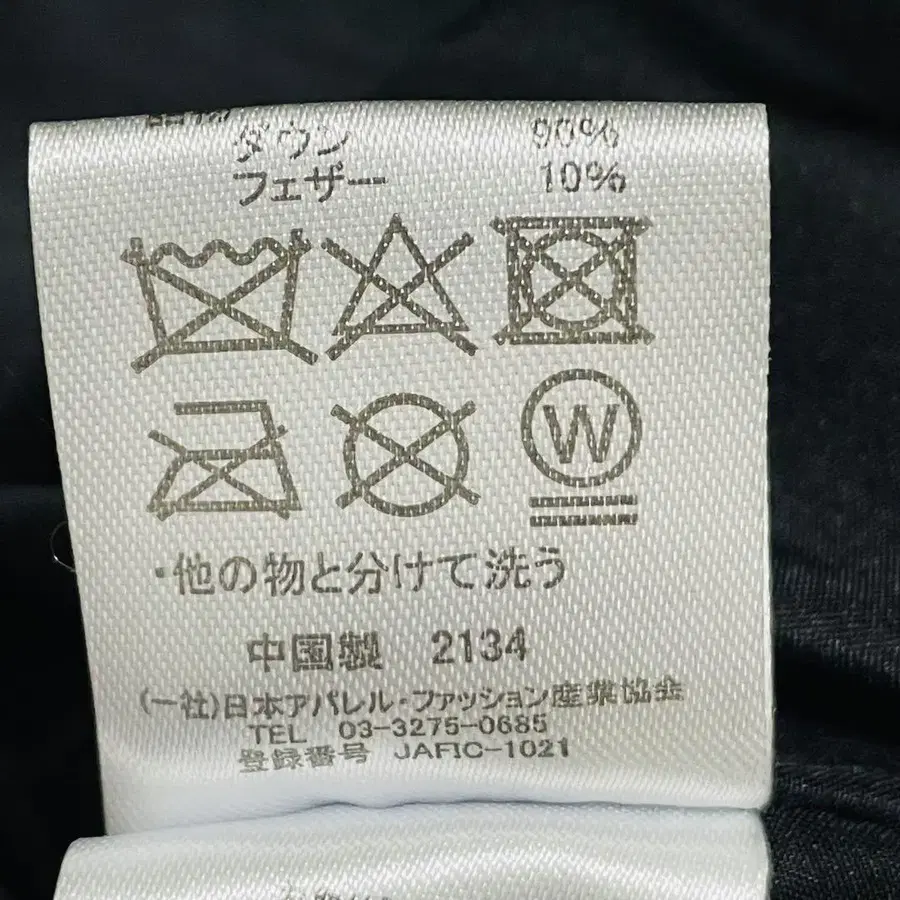 ダウン 90%
フェザー 10%
W
・他の物と分けて洗う
中国製 2134
(一社)日本アパレル・ファッション産業協会
TEL 03-3275-0685
登録番号 JAFIC-1021